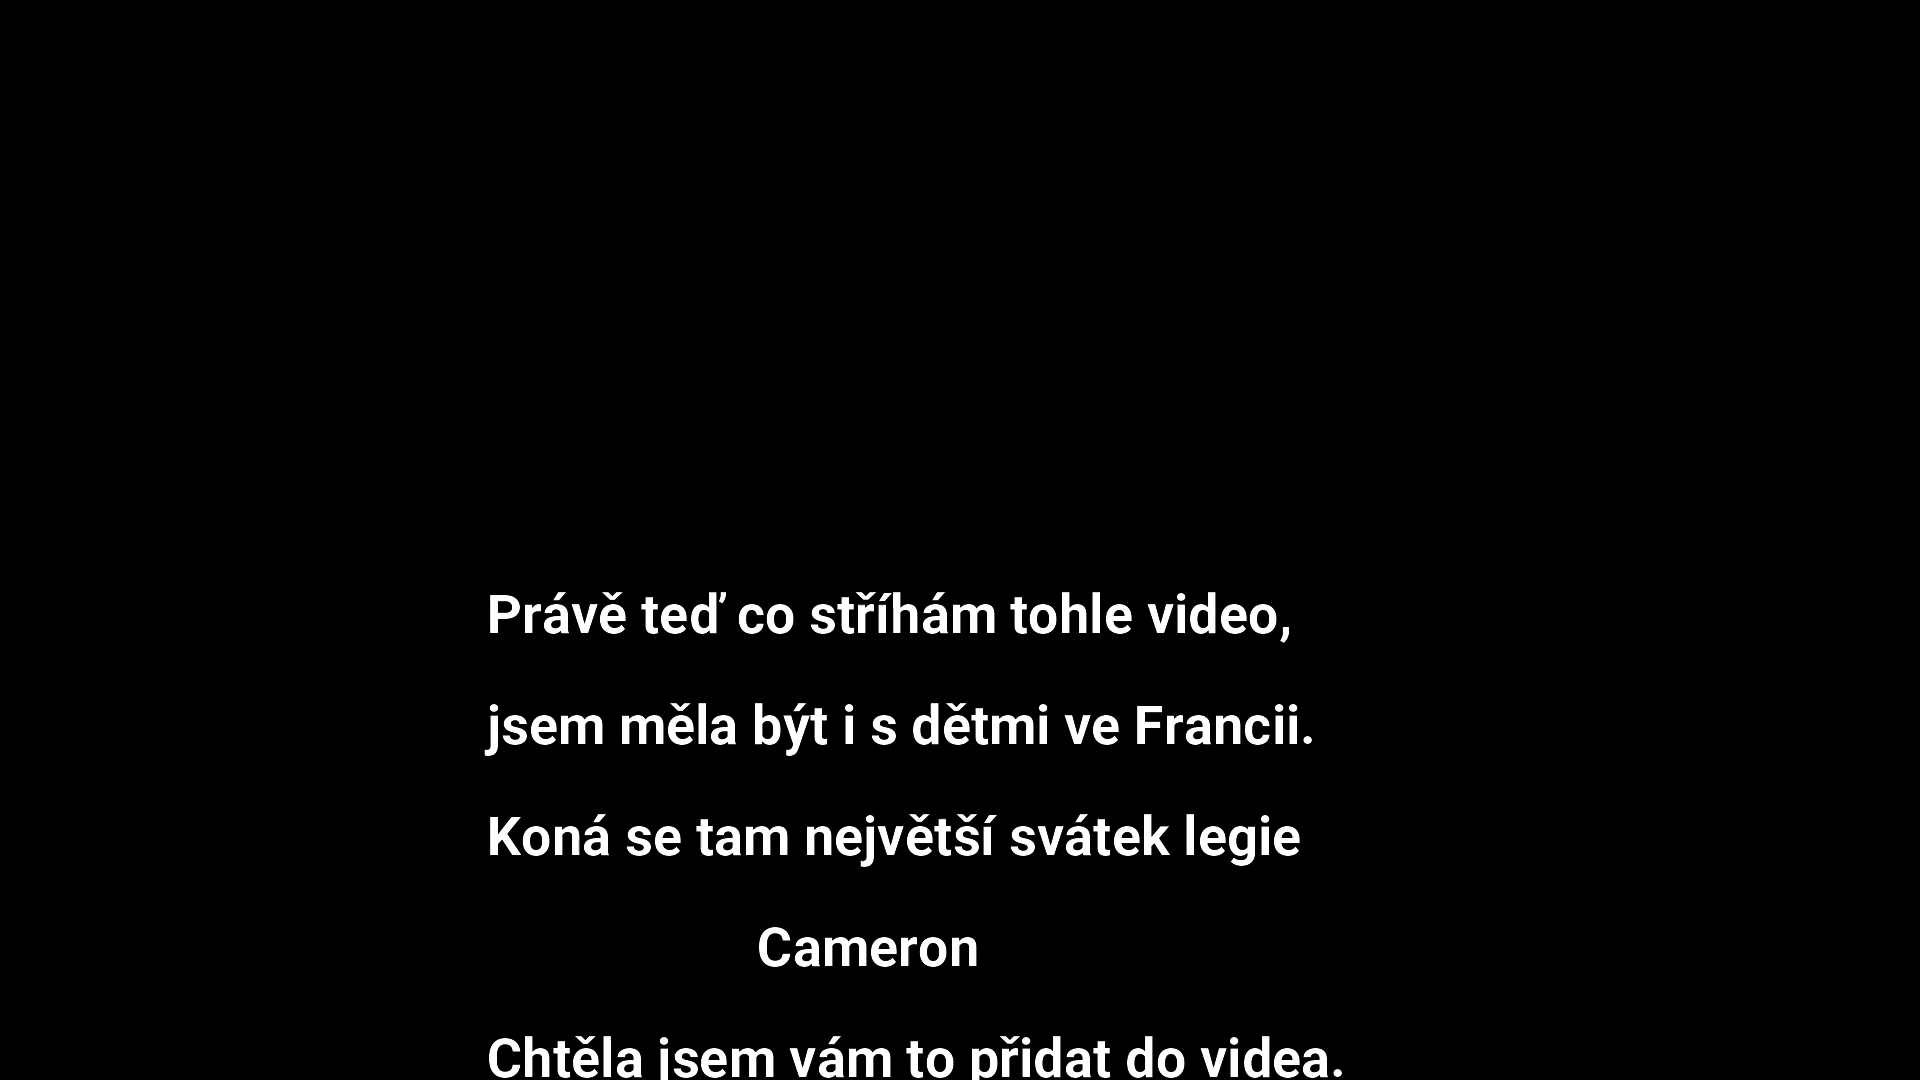 Právě teď co stříhám tohle video,
jsem měla být i s dětmi ve Francii.
Koná se tam největší svátek legie
Cameron
Chtěla jsem vám to přidat do videa.